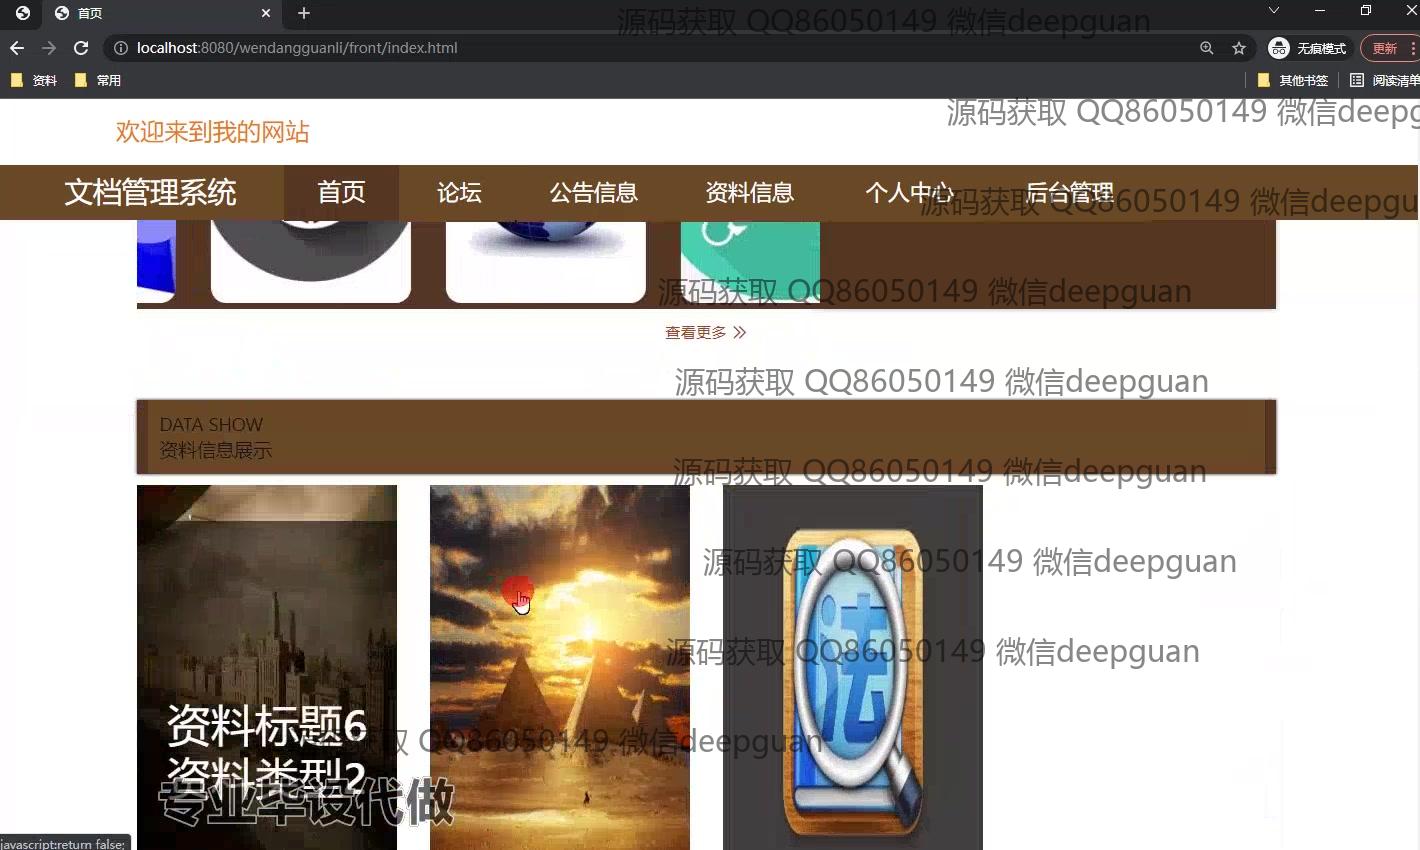 首页
localhost:8080/wendangguanli/front/index.html
无痕模式
更新
资料
常用
其他书签
阅读清单
源码获取 QQ86050149 微信deepguan
欢迎来到我的网站
源码获取 QQ86050149 微信deepg
文档管理系统
首页
论坛
公告信息
资料信息
个人中心
后台管理
源码获取 QQ86050149 微信deepgu
源码获取 QQ86050149 微信deepguan
查看更多
源码获取 QQ86050149 微信deepguan
DATA SHOW
资料信息展示
源码获取 QQ86050149 微信deepguan
源码获取 QQ86050149 微信deepguan
法
源码获取 QQ86050149 微信deepguan
资料标题6
源码获取 QQ86050149 微信deepguan
资料类型2
专业毕设代做
javascript:return false;